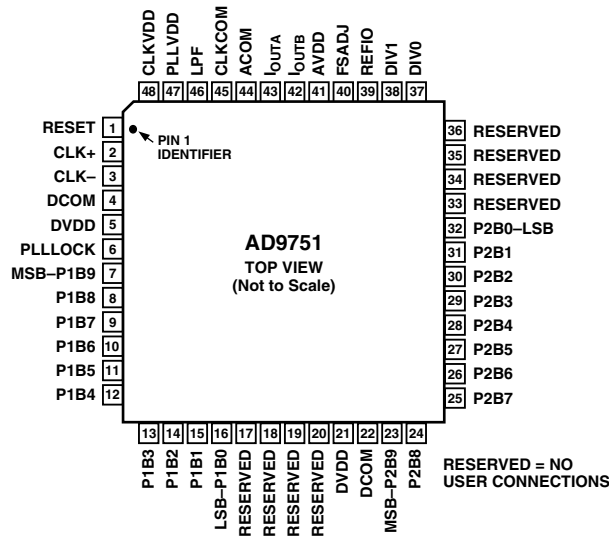 CLKVDD
PLLVDD
LPF
CLKCOM
ACOM
IOUTA
IOUTB
AVDD
FSADJ
REFIO
DIV1
DIV0
48 47 46 45 44 43 42 41 40 39 38 37
RESET 1
CLK+ 2
CLK– 3
DCOM 4
DVDD 5
PLLLOCK 6
MSB–P1B9 7
P1B8 8
P1B7 9
P1B6 10
P1B5 11
P1B4 12
PIN 1
IDENTIFIER
AD9751
TOP VIEW
(Not to Scale)
36 RESERVED
35 RESERVED
34 RESERVED
33 RESERVED
32 P2B0–LSB
31 P2B1
30 P2B2
29 P2B3
28 P2B4
27 P2B5
26 P2B6
25 P2B7
13 14 15 16 17 18 19 20 21 22 23 24
P1B3
P1B2
P1B1
LSB–P1B0
RESERVED
RESERVED
RESERVED
RESERVED
DVDD
DCOM
MSB–P2B9
P2B8
RESERVED = NO
USER CONNECTIONS